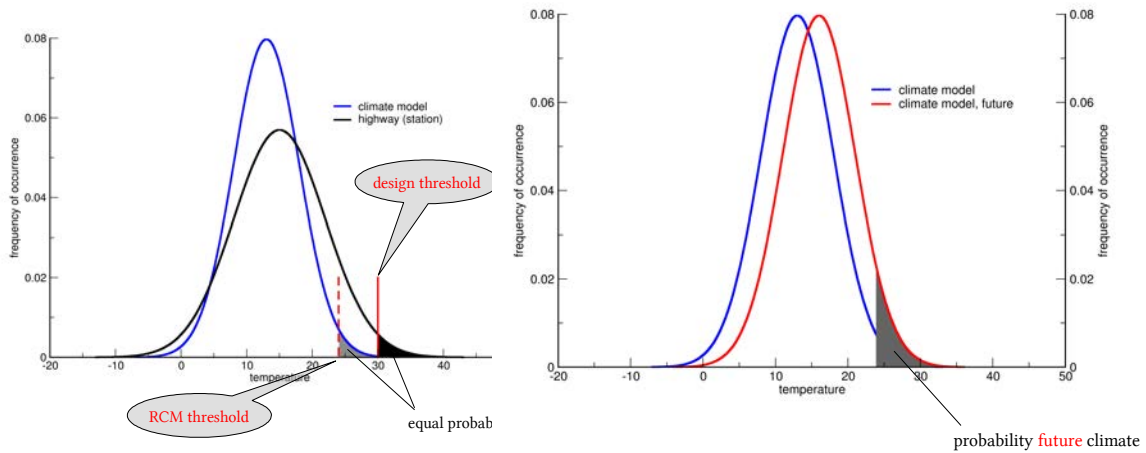 0.08
0.06
0.04
0.02
0
-20
-10
0
10
20
30
40
temperature
frequency of occurrence
climate model
highway (station)
design threshold
RCM threshold
equal probab
0.08
0.06
0.04
0.02
0
-20
-10
0
10
20
30
40
50
temperature
frequency of occurrence
climate model
climate model, future
0.08
0.06
0.04
0.02
0
frequency of occurrence
probability future climate